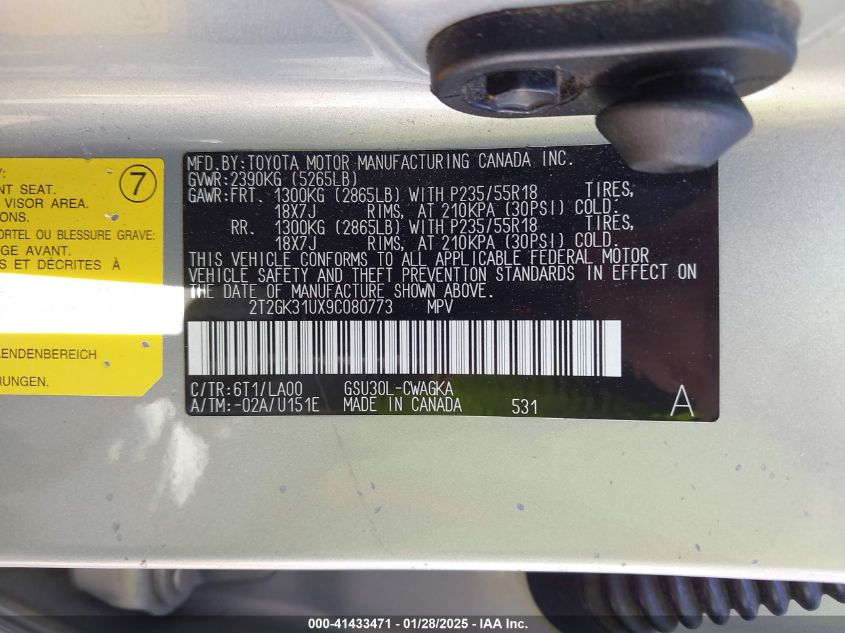 MFD.BY:TOYOTA MOTOR MANUFACTURING CANADA INC.
GVWR:2390KG (5265LB)
GAWR:FRT. 1300KG (2865LB) WITH P235/55R18 TIRES,
18X7J RIMS, AT 210KPA (30PSI) COLD.
RR. 1300KG (2865LB) WITH P235/55R18 TIRES,
18X7J RIMS, AT 210KPA (30PSI) COLD.
THIS VEHICLE CONFORMS TO ALL APPLICABLE FEDERAL MOTOR
VEHICLE SAFETY AND THEFT PREVENTION STANDARDS IN EFFECT ON
THE DATE OF MANUFACTURE SHOWN ABOVE.
2T2GK31UX9C080773 MPV
C/TR:6T1/LA00 GSU30L-CWAGKA
A/TM:-02A/U151E MADE IN CANADA 531 A
7
ENT SEAT.
VISOR AREA.
IONS.
ORTEL OU BLESSURE GRAVE:
GE AVANT.
S ET DÉCRITES À
LENDENBEREICH
HRUNGEN.
000-41433471 | 01/28/2025 | IAA Inc.